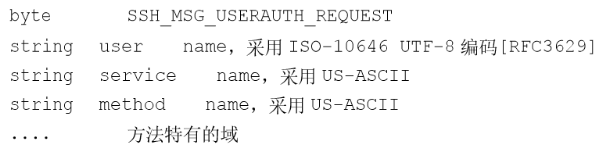 byte SSH_MSG_USERAUTH_REQUEST
string user name，采用 ISO-10646 UTF-8 编码[RFC3629]
string service name，采用 US-ASCII
string method name，采用 US-ASCII
.... 方法特有的域